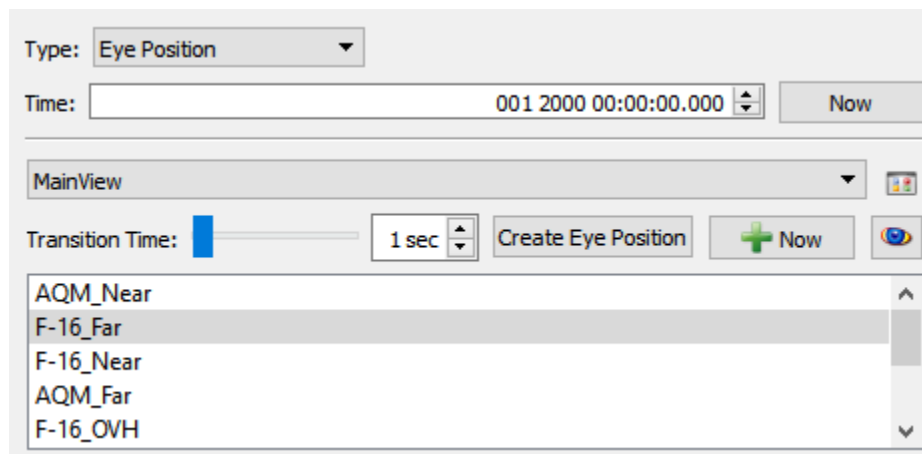 Type: Eye Position
Time: 001 2000 00:00:00.000 Now
MainView
Transition Time: 1 sec Create Eye Position Now
AQM_Near
F-16_Far
F-16_Near
AQM_Far
F-16_OVH